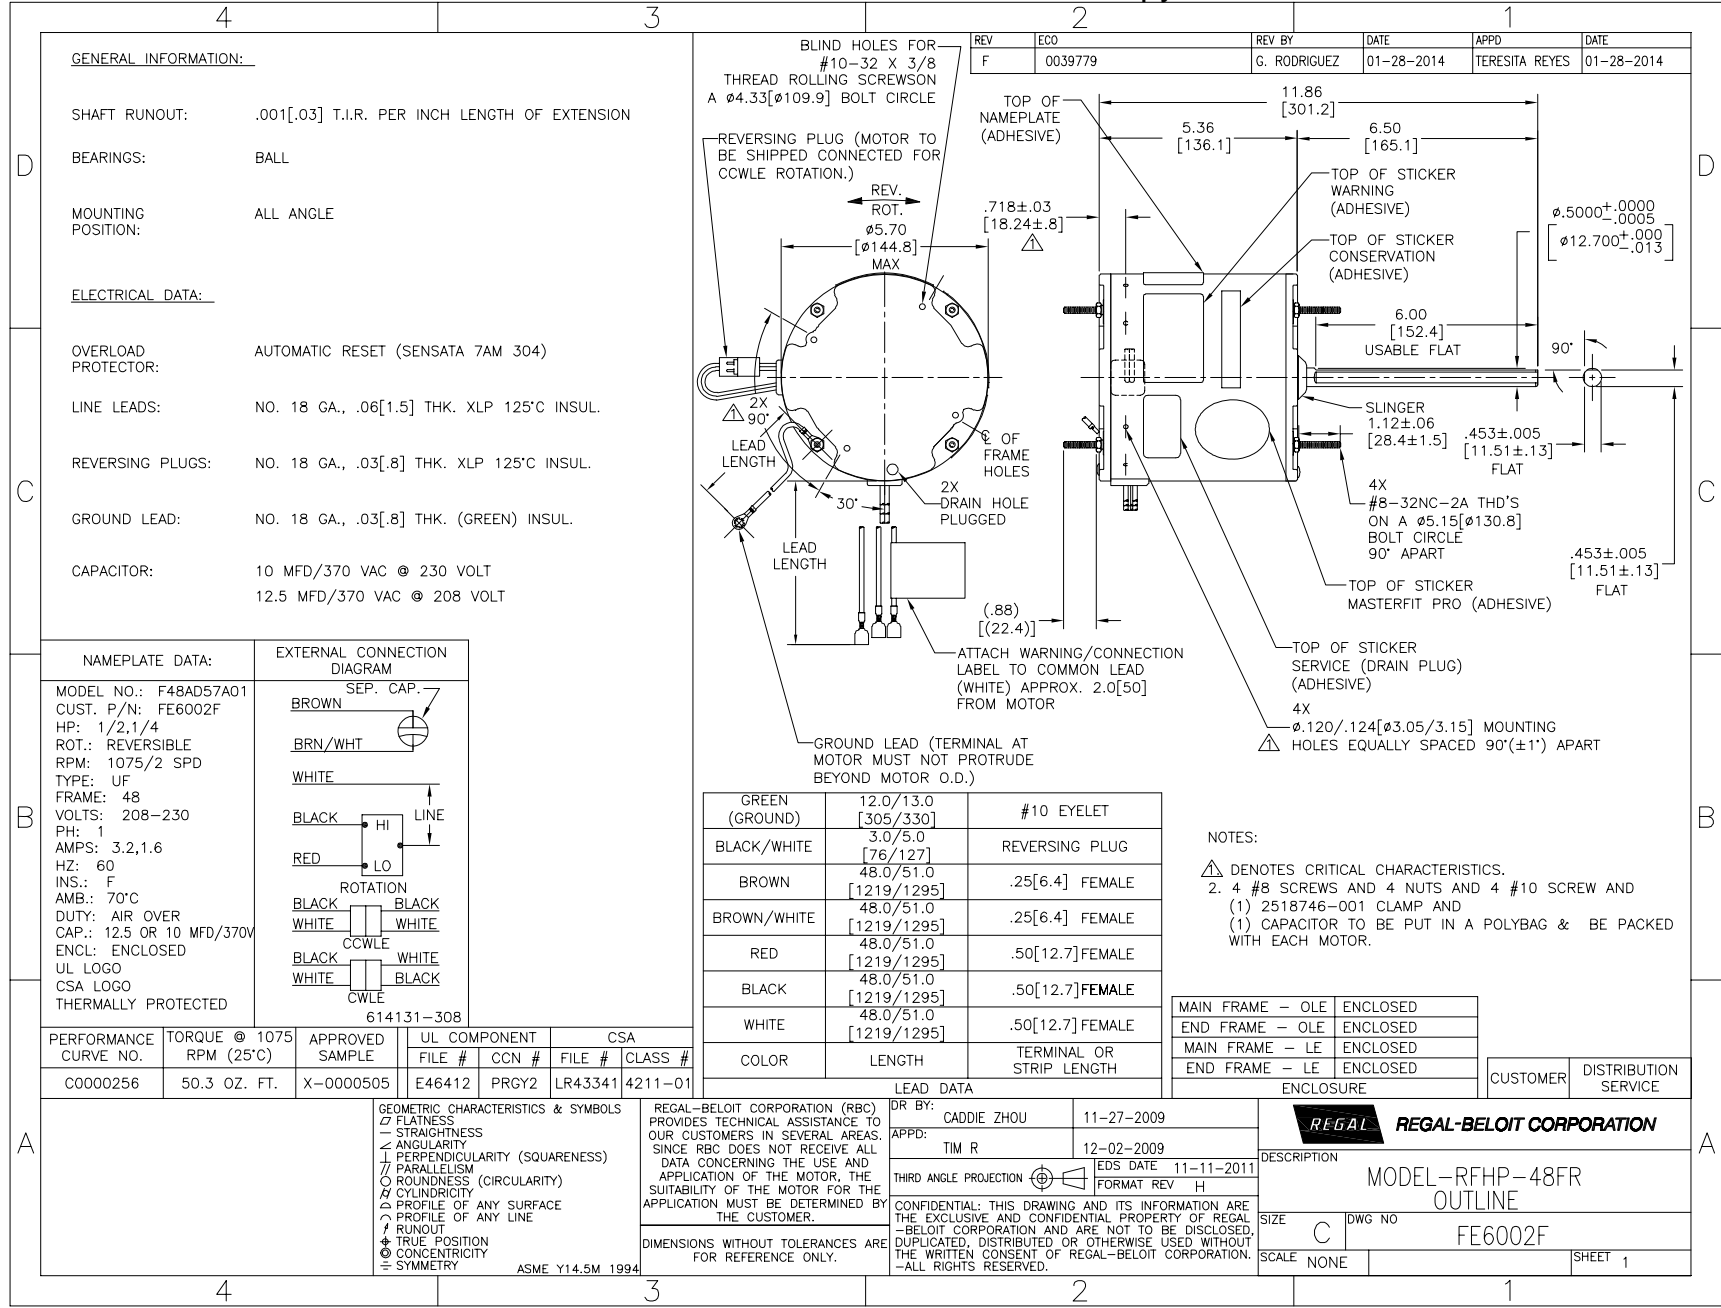 4
3
2
1
D
C
B
A
GENERAL INFORMATION:
SHAFT RUNOUT: .001[.03] T.I.R. PER INCH LENGTH OF EXTENSION
BEARINGS: BALL
MOUNTING POSITION: ALL ANGLE
ELECTRICAL DATA:
OVERLOAD PROTECTOR: AUTOMATIC RESET (SENSATA 7AM 304)
LINE LEADS: NO. 18 GA., .06[1.5] THK. XLP 125°C INSUL.
REVERSING PLUGS: NO. 18 GA., .03[.8] THK. XLP 125°C INSUL.
GROUND LEAD: NO. 18 GA., .03[.8] THK. (GREEN) INSUL.
CAPACITOR: 10 MFD/370 VAC @ 230 VOLT
12.5 MFD/370 VAC @ 208 VOLT
NAMEPLATE DATA:
MODEL NO.: F48AD57A01
CUST. P/N: FE6002F
HP: 1/2,1/4
ROT.: REVERSIBLE
RPM: 1075/2 SPD
TYPE: UF
FRAME: 48
VOLTS: 208-230
PH: 1
AMPS: 3.2,1.6
HZ: 60
INS.: F
AMB.: 70°C
DUTY: AIR OVER
CAP.: 12.5 OR 10 MFD/370V
ENCL: ENCLOSED
UL LOGO
CSA LOGO
THERMALLY PROTECTED
EXTERNAL CONNECTION
DIAGRAM
SEP. CAP.
BROWN
BRN/WHT
WHITE
BLACK
HI
LINE
RED
LO
ROTATION
BLACK BLACK
WHITE WHITE
CCWLE
BLACK WHITE
WHITE BLACK
CWLE
614131-308
PERFORMANCE CURVE NO.
TORQUE @ 1075 RPM (25°C)
APPROVED SAMPLE
UL COMPONENT
CSA
FILE # CCN # FILE # CLASS #
C0000256 50.3 OZ. FT. X-0000505 E46412 PRGY2 LR43341 4211-01
BLIND HOLES FOR
#10-32 X 3/8
THREAD ROLLING SCREWSON
A ø4.33[ø109.9] BOLT CIRCLE
REVERSING PLUG (MOTOR TO
BE SHIPPED CONNECTED FOR
CCWLE ROTATION.)
REV.
ROT.
ø5.70
[ø144.8]
MAX
1
2X
90°
LEAD
LENGTH
30°
LEAD
LENGTH
℄ OF
FRAME
HOLES
2X
DRAIN HOLE
PLUGGED
ATTACH WARNING/CONNECTION
LABEL TO COMMON LEAD
(WHITE) APPROX. 2.0[50]
FROM MOTOR
GROUND LEAD (TERMINAL AT
MOTOR MUST NOT PROTRUDE
BEYOND MOTOR O.D.)
REV ECO REV BY DATE APPD DATE
F 0039779 G. RODRIGUEZ 01-28-2014 TERESITA REYES 01-28-2014
TOP OF
NAMEPLATE
(ADHESIVE)
11.86
[301.2]
5.36
[136.1]
6.50
[165.1]
TOP OF STICKER
WARNING
(ADHESIVE)
.718±.03
[18.24±.8]
1
TOP OF STICKER
CONSERVATION
(ADHESIVE)
ø.5000+.0000
-.0005
[ø12.700+.000
-.013]
6.00
[152.4]
USABLE FLAT
90°
SLINGER
1.12±.06
[28.4±1.5]
.453±.005
[11.51±.13]
FLAT
4X
#8-32NC-2A THD'S
ON A ø5.15[ø130.8]
BOLT CIRCLE
90° APART
.453±.005
[11.51±.13]
FLAT
TOP OF STICKER
MASTERFIT PRO (ADHESIVE)
(.88)
[(22.4)]
TOP OF STICKER
SERVICE (DRAIN PLUG)
(ADHESIVE)
4X
ø.120/.124[ø3.05/3.15] MOUNTING
1 HOLES EQUALLY SPACED 90°(±1°) APART
GREEN (GROUND) 12.0/13.0 [305/330] #10 EYELET
BLACK/WHITE 3.0/5.0 [76/127] REVERSING PLUG
BROWN 48.0/51.0 [1219/1295] .25[6.4] FEMALE
BROWN/WHITE 48.0/51.0 [1219/1295] .25[6.4] FEMALE
RED 48.0/51.0 [1219/1295] .50[12.7] FEMALE
BLACK 48.0/51.0 [1219/1295] .50[12.7] FEMALE
WHITE 48.0/51.0 [1219/1295] .50[12.7] FEMALE
COLOR LENGTH TERMINAL OR STRIP LENGTH
LEAD DATA
NOTES:
1 DENOTES CRITICAL CHARACTERISTICS.
2. 4 #8 SCREWS AND 4 NUTS AND 4 #10 SCREW AND
(1) 2518746-001 CLAMP AND
(1) CAPACITOR TO BE PUT IN A POLYBAG & BE PACKED
WITH EACH MOTOR.
MAIN FRAME - OLE ENCLOSED
END FRAME - OLE ENCLOSED
MAIN FRAME - LE ENCLOSED
END FRAME - LE ENCLOSED
ENCLOSURE
CUSTOMER DISTRIBUTION SERVICE
GEOMETRIC CHARACTERISTICS & SYMBOLS
FLATNESS
STRAIGHTNESS
ANGULARITY
PERPENDICULARITY (SQUARENESS)
PARALLELISM
ROUNDNESS (CIRCULARITY)
CYLINDRICITY
PROFILE OF ANY SURFACE
PROFILE OF ANY LINE
RUNOUT
TRUE POSITION
CONCENTRICITY
SYMMETRY
ASME Y14.5M 1994
REGAL-BELOIT CORPORATION (RBC)
PROVIDES TECHNICAL ASSISTANCE TO
OUR CUSTOMERS IN SEVERAL AREAS.
SINCE RBC DOES NOT RECEIVE ALL
DATA CONCERNING THE USE AND
APPLICATION OF THE MOTOR, THE
SUITABILITY OF THE MOTOR FOR THE
APPLICATION MUST BE DETERMINED BY
THE CUSTOMER.
DIMENSIONS WITHOUT TOLERANCES ARE
FOR REFERENCE ONLY.
DR BY: CADDIE ZHOU 11-27-2009
APPD: TIM R 12-02-2009
THIRD ANGLE PROJECTION
EDS DATE 11-11-2011
FORMAT REV H
CONFIDENTIAL: THIS DRAWING AND ITS INFORMATION ARE
THE EXCLUSIVE AND CONFIDENTIAL PROPERTY OF REGAL
-BELOIT CORPORATION AND ARE NOT TO BE DISCLOSED,
DUPLICATED, DISTRIBUTED OR OTHERWISE USED WITHOUT
THE WRITTEN CONSENT OF REGAL-BELOIT CORPORATION.
-ALL RIGHTS RESERVED.
REGAL REGAL-BELOIT CORPORATION
DESCRIPTION
MODEL-RFHP-48FR
OUTLINE
SIZE C
DWG NO FE6002F
SCALE NONE
SHEET 1
4
3
2
1
D
C
B
A